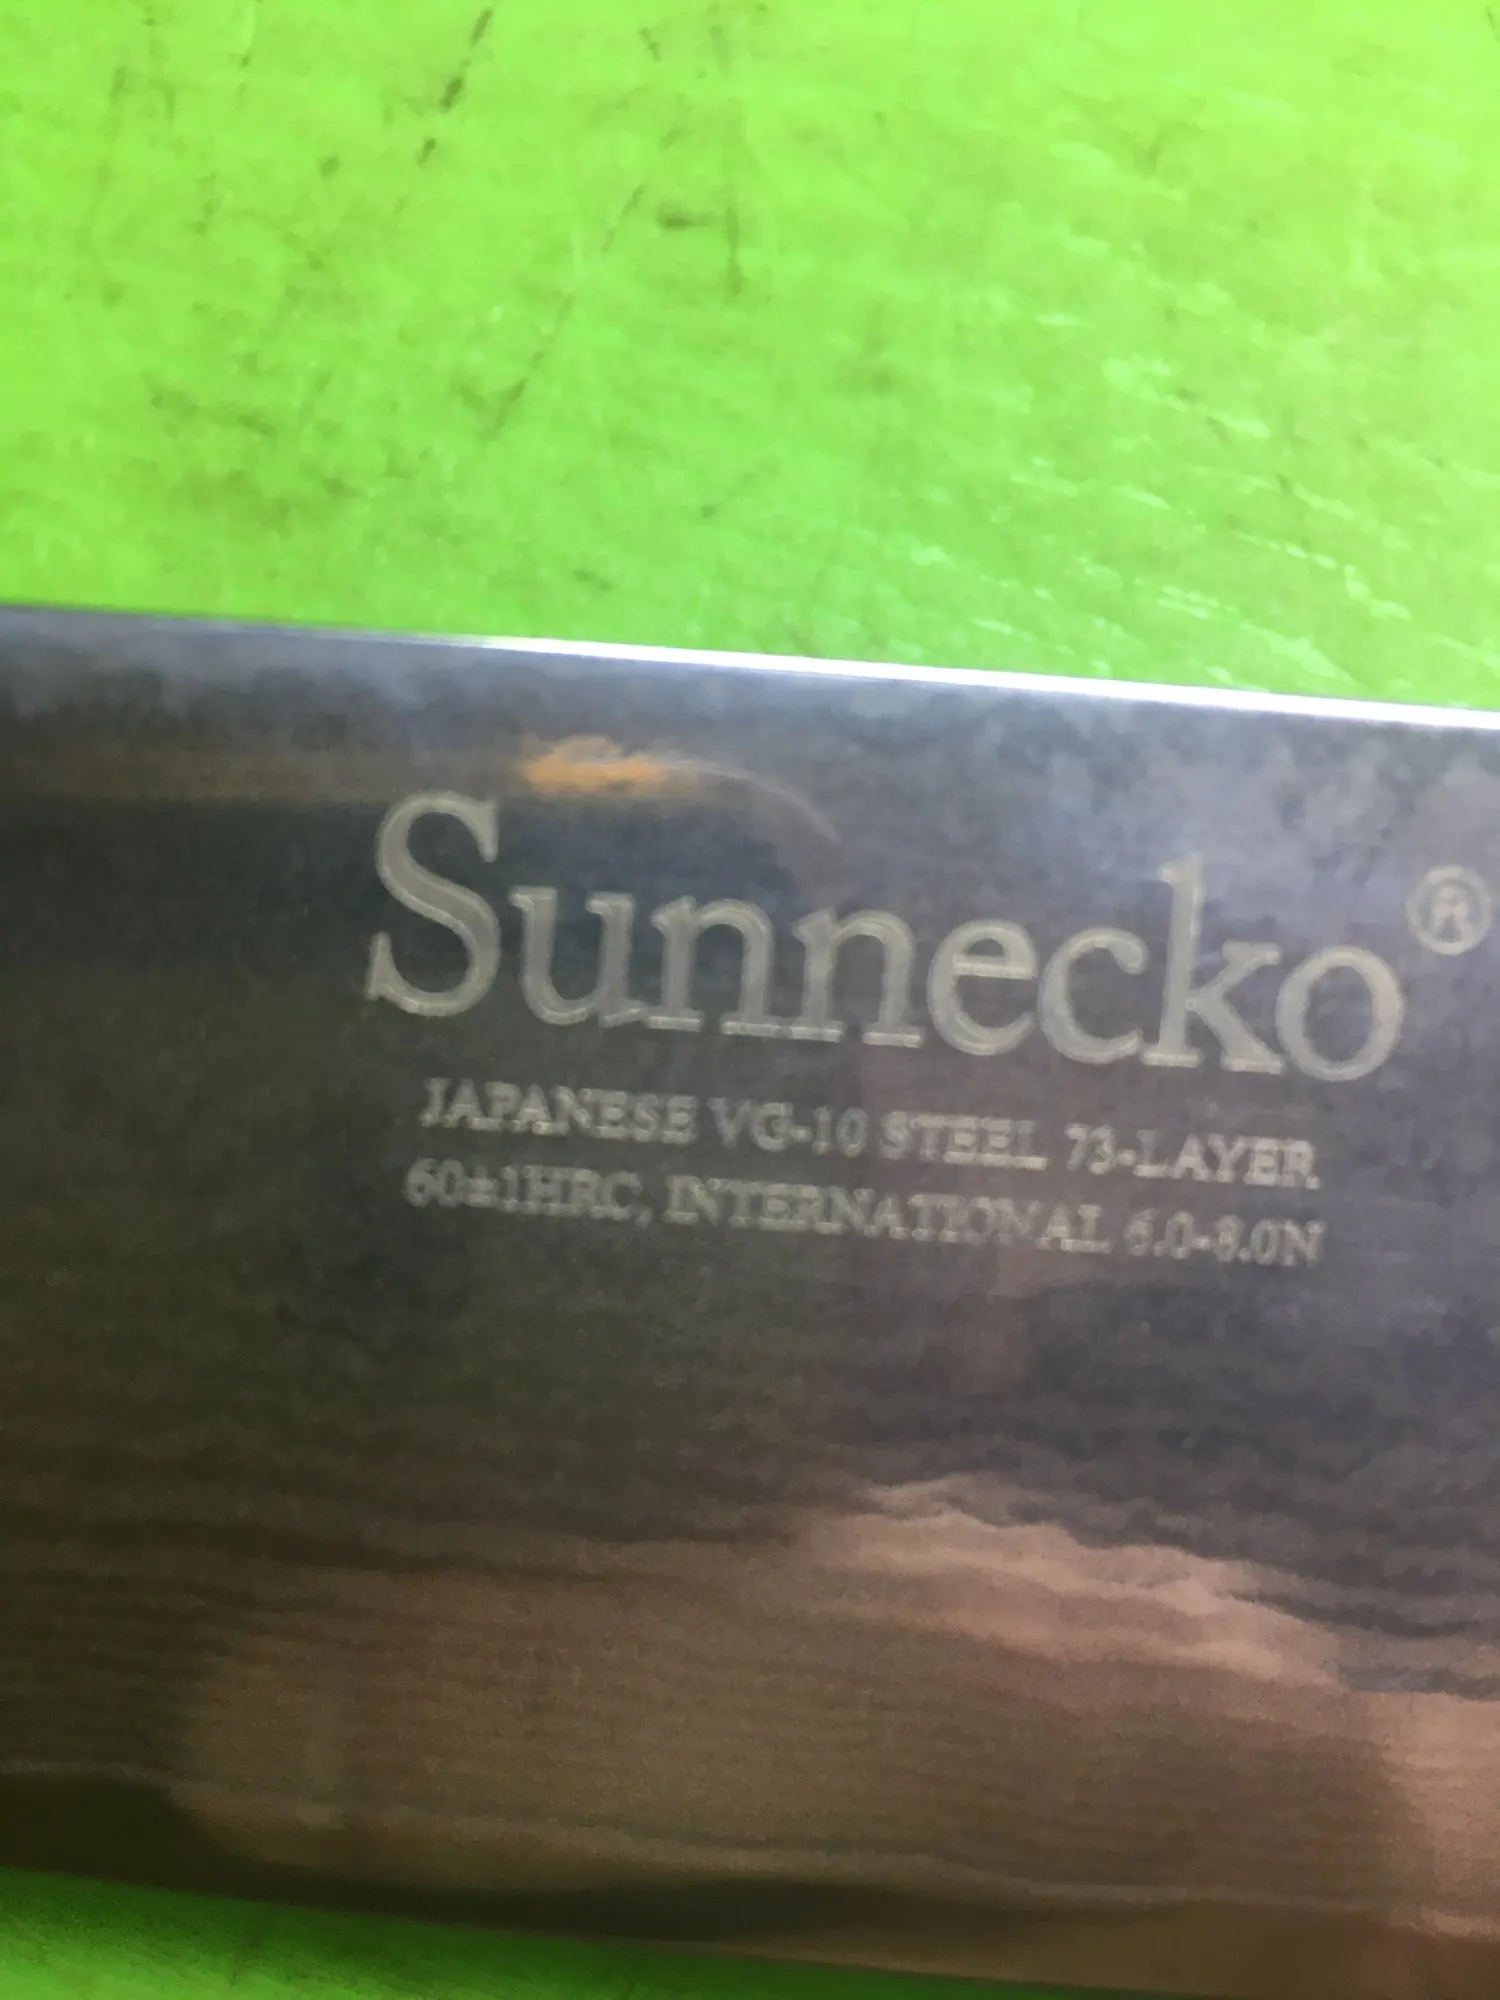 Sunnecko®
JAPANESE VG-10 STEEL 73-LAYER
60±1HRC, INTERNATIONAL 6.0-8.0N